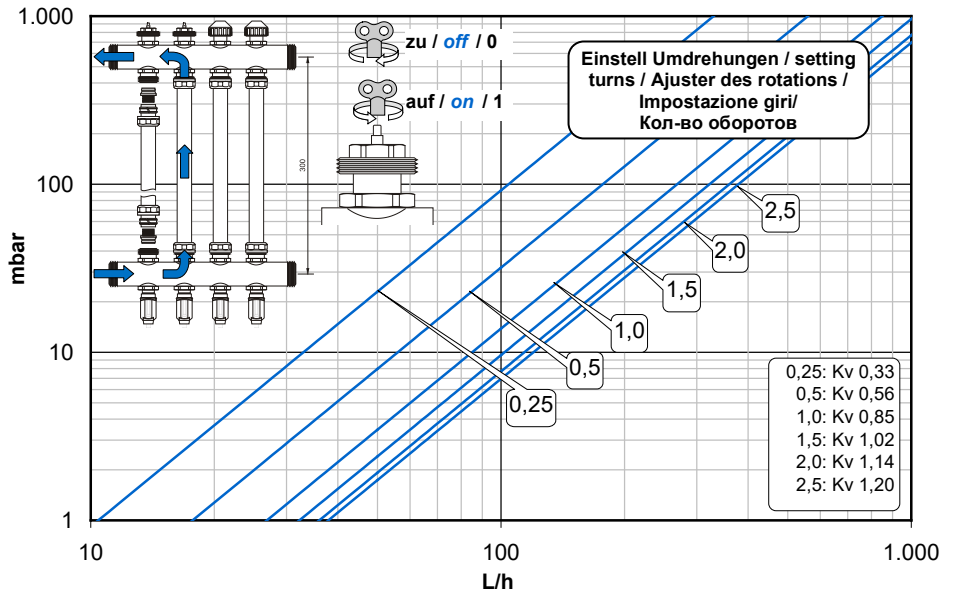 1.000
100
10
1
mbar
10
100
1.000
L/h
300
zu / off / 0
auf / on / 1
Einstell Umdrehungen / setting
turns / Ajuster des rotations /
Impostazione giri/
Кол-во оборотов
2,5
2,0
1,5
1,0
0,5
0,25
0,25: Kv 0,33
0,5: Kv 0,56
1,0: Kv 0,85
1,5: Kv 1,02
2,0: Kv 1,14
2,5: Kv 1,20